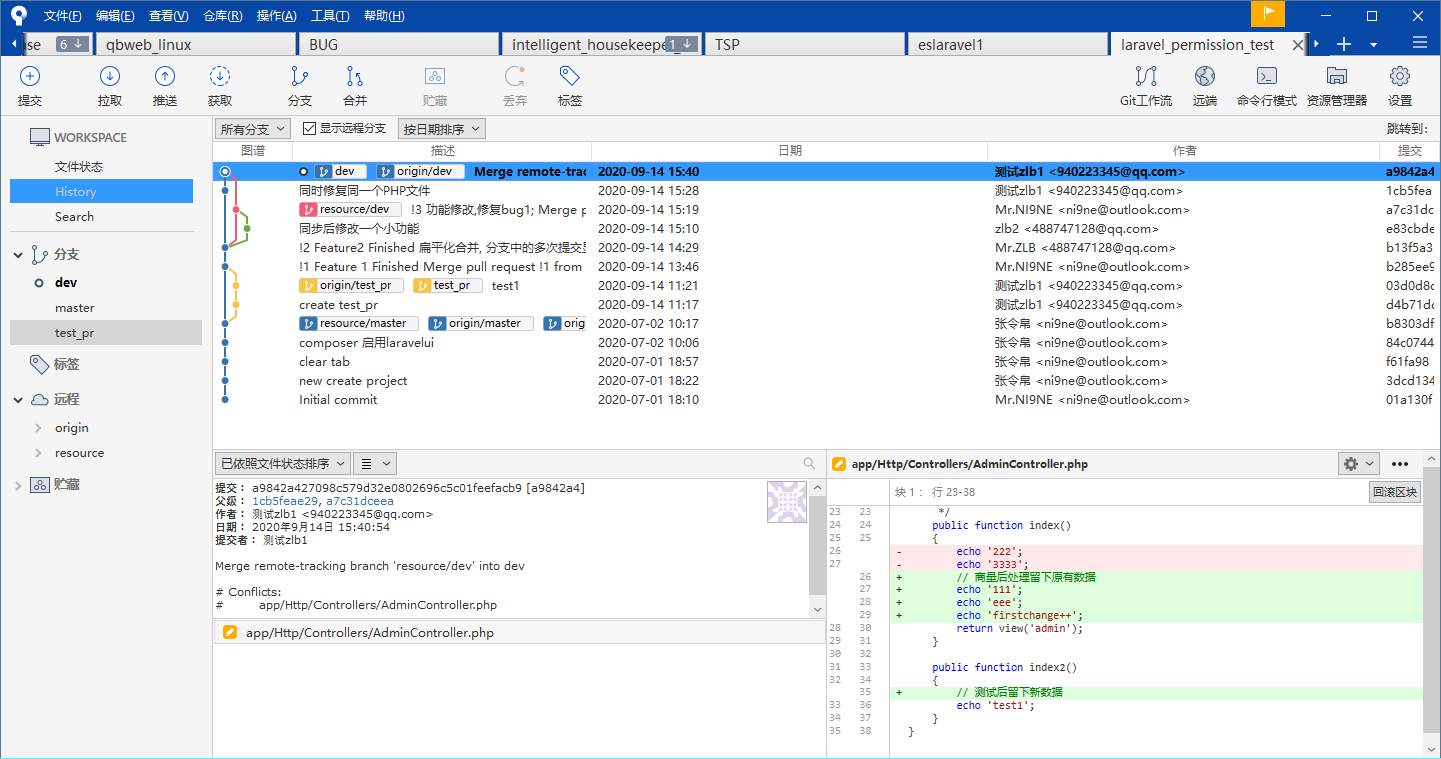 文件(F) 编辑(E) 查看(V) 仓库(R) 操作(A) 工具(T) 帮助(H)
se 6 qbweb_linux BUG intelligent_housekeepe 1 TSP eslaravel1 laravel_permission_test
提交 拉取 推送 获取 分支 合并 贮藏 丢弃 标签 Git工作流 远端 命令行模式 资源管理器 设置
WORKSPACE
文件状态
History
Search
分支
dev
master
test_pr
标签
远程
origin
resource
贮藏
所有分支 显示远程分支 按日期排序 跳转到:
图谱 描述 日期 作者 提交
dev origin/dev Merge remote-trac 2020-09-14 15:40 测试zlb1 <940223345@qq.com> a9842a4
同时修复同一个PHP文件 2020-09-14 15:28 测试zlb1 <940223345@qq.com> 1cb5fea
resource/dev !3 功能修改,修复bug1; Merge p 2020-09-14 15:19 Mr.NI9NE <ni9ne@outlook.com> a7c31dc
同步后修改一个小功能 2020-09-14 15:10 zlb2 <488747128@qq.com> e83cbde
!2 Feature2 Finished 扁平化合并, 分支中的多次提交 2020-09-14 14:29 Mr.ZLB <488747128@qq.com> b13f5a3
!1 Feature 1 Finished Merge pull request !1 from 2020-09-14 13:46 Mr.NI9NE <ni9ne@outlook.com> b285ee9
origin/test_pr test_pr test1 2020-09-14 11:21 测试zlb1 <940223345@qq.com> 03d0d8c
create test_pr 2020-09-14 11:17 测试zlb1 <940223345@qq.com> d4b71dc
resource/master origin/master orig 2020-07-02 10:17 张令帛 <ni9ne@outlook.com> b8303df
composer 启用laravelui 2020-07-02 10:06 张令帛 <ni9ne@outlook.com> 84c0744
clear tab 2020-07-01 18:57 张令帛 <ni9ne@outlook.com> f61fa98
new create project 2020-07-01 18:22 张令帛 <ni9ne@outlook.com> 3dcd134
Initial commit 2020-07-01 18:10 Mr.NI9NE <ni9ne@outlook.com> 01a130f
已依照文件状态排序
提交: a9842a427098c579d32e0802696c5c01feefacb9 [a9842a4]
父级: 1cb5feae29, a7c31dceea
作者: 测试zlb1 <940223345@qq.com>
日期: 2020年9月14日 15:40:54
提交者: 测试zlb1
Merge remote-tracking branch 'resource/dev' into dev
# Conflicts:
# app/Http/Controllers/AdminController.php
app/Http/Controllers/AdminController.php
app/Http/Controllers/AdminController.php
块 1: 行 23-38 回滚区块
23 23 */
24 24 public function index()
25 25 {
26 - echo '222';
27 - echo '3333';
26 + // 商量后处理留下原有数据
27 + echo '111';
28 + echo 'eee';
29 + echo 'firstchange++';
28 30 return view('admin');
29 31 }
30 32
31 33 public function index2()
32 34 {
35 + // 测试后留下新数据
33 36 echo 'test1';
34 37 }
35 38 }